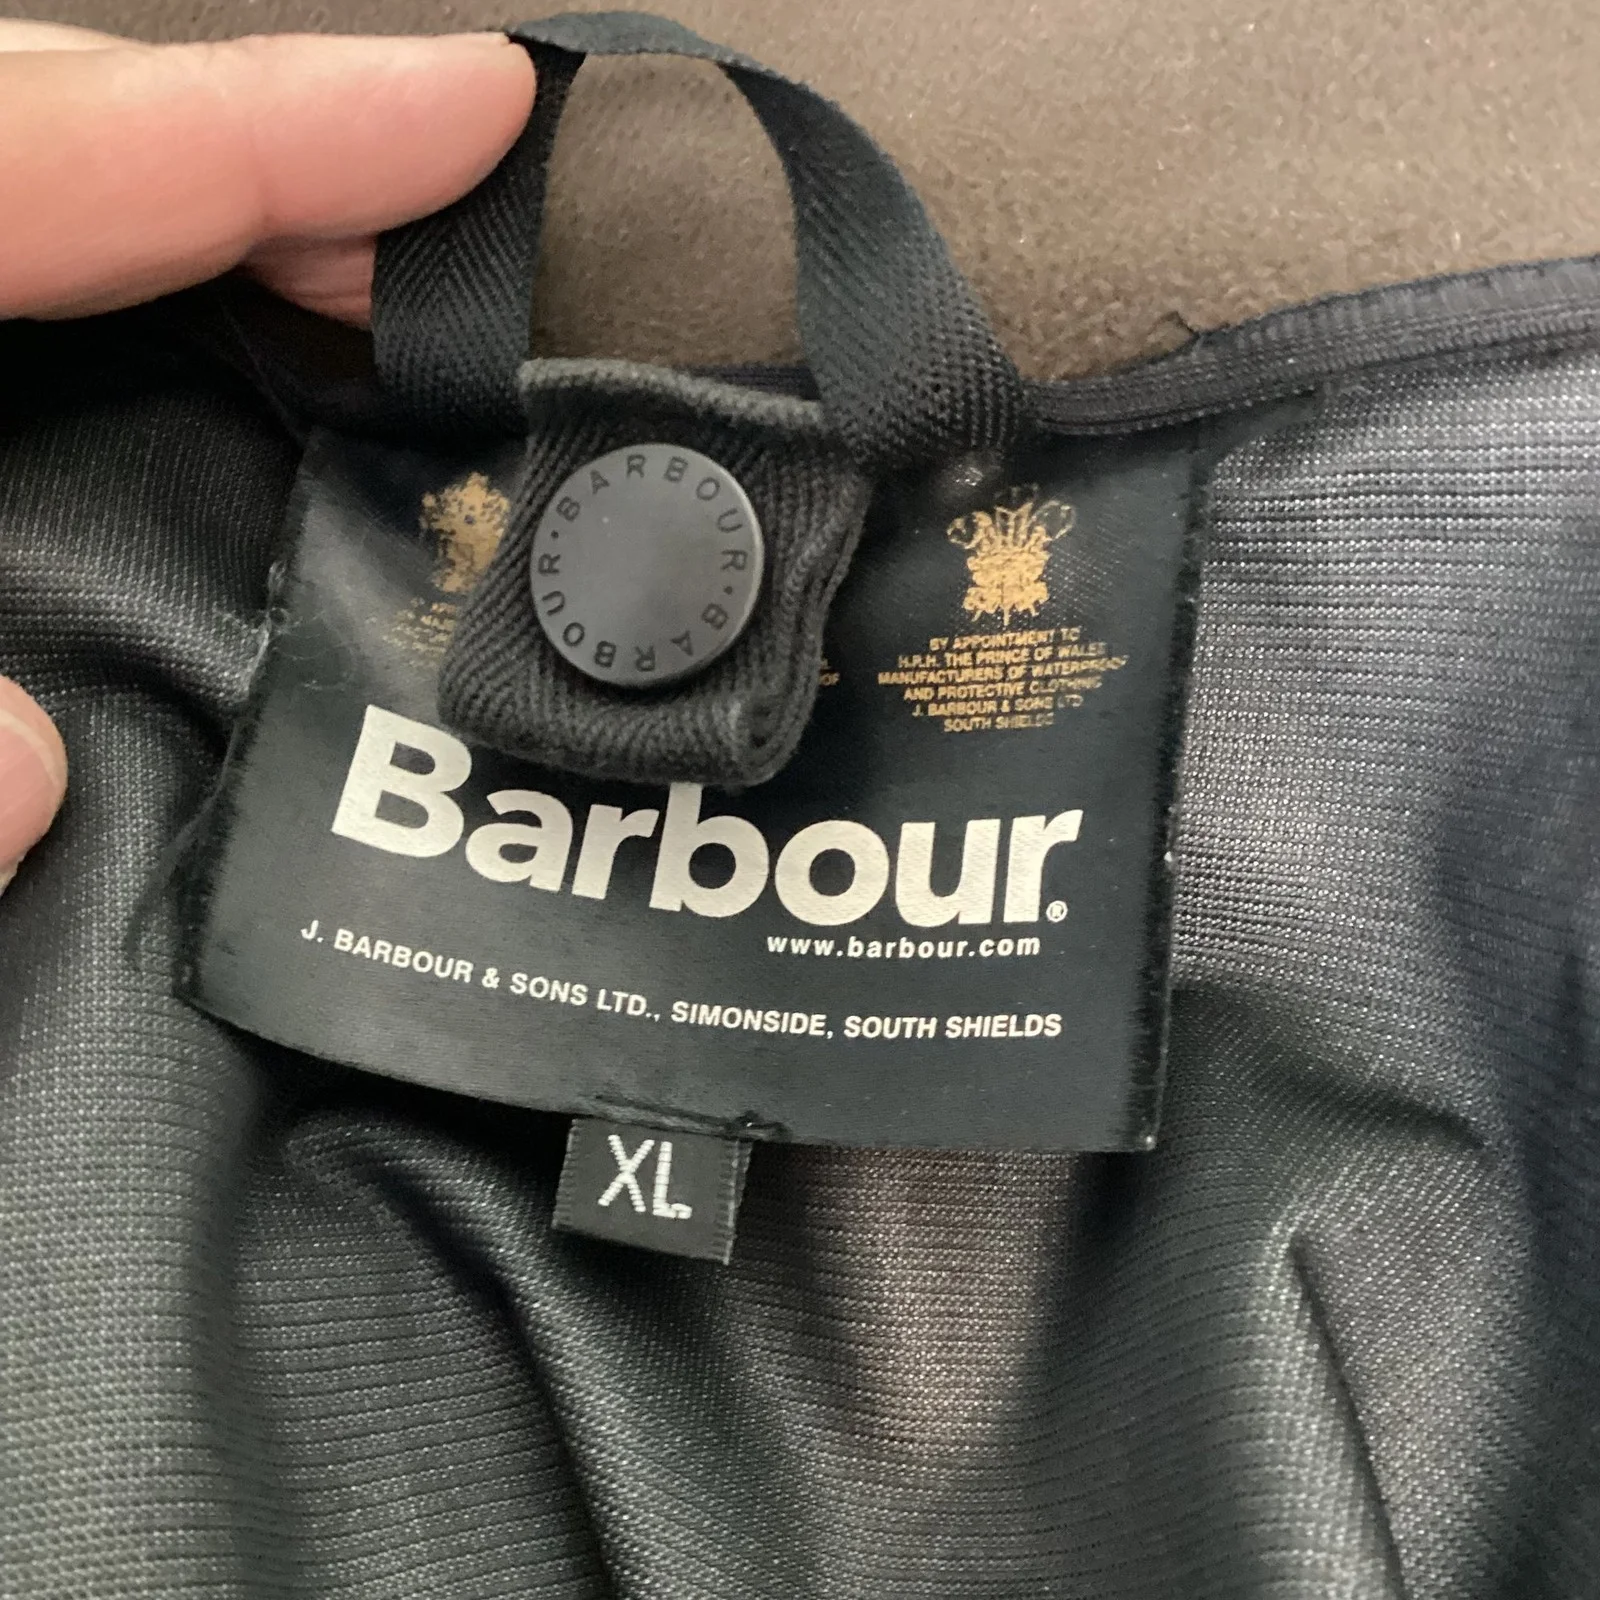 BARBOUR · BARBOUR ·
BY APPOINTMENT TO
H.R.H. THE PRINCE OF WALES
MANUFACTURERS OF WATERPROOF
AND PROTECTIVE CLOTHING
J. BARBOUR & SONS LTD
SOUTH SHIELDS
Barbour®
www.barbour.com
J. BARBOUR & SONS LTD., SIMONSIDE, SOUTH SHIELDS
XL